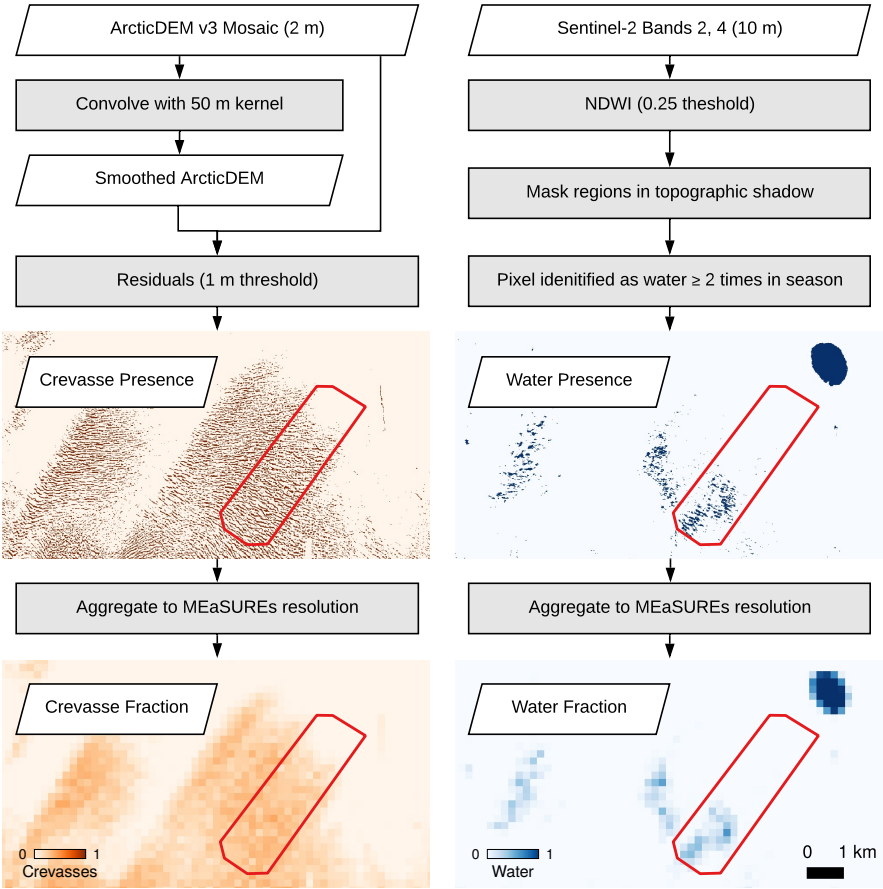 ArcticDEM v3 Mosaic (2 m)
Convolve with 50 m kernel
Smoothed ArcticDEM
Residuals (1 m threshold)
Crevasse Presence
Aggregate to MEaSUREs resolution
Crevasse Fraction
0 1
Crevasses
Sentinel-2 Bands 2, 4 (10 m)
NDWI (0.25 theshold)
Mask regions in topographic shadow
Pixel idenitified as water ≥ 2 times in season
Water Presence
Aggregate to MEaSUREs resolution
Water Fraction
0 1
Water
0 1 km